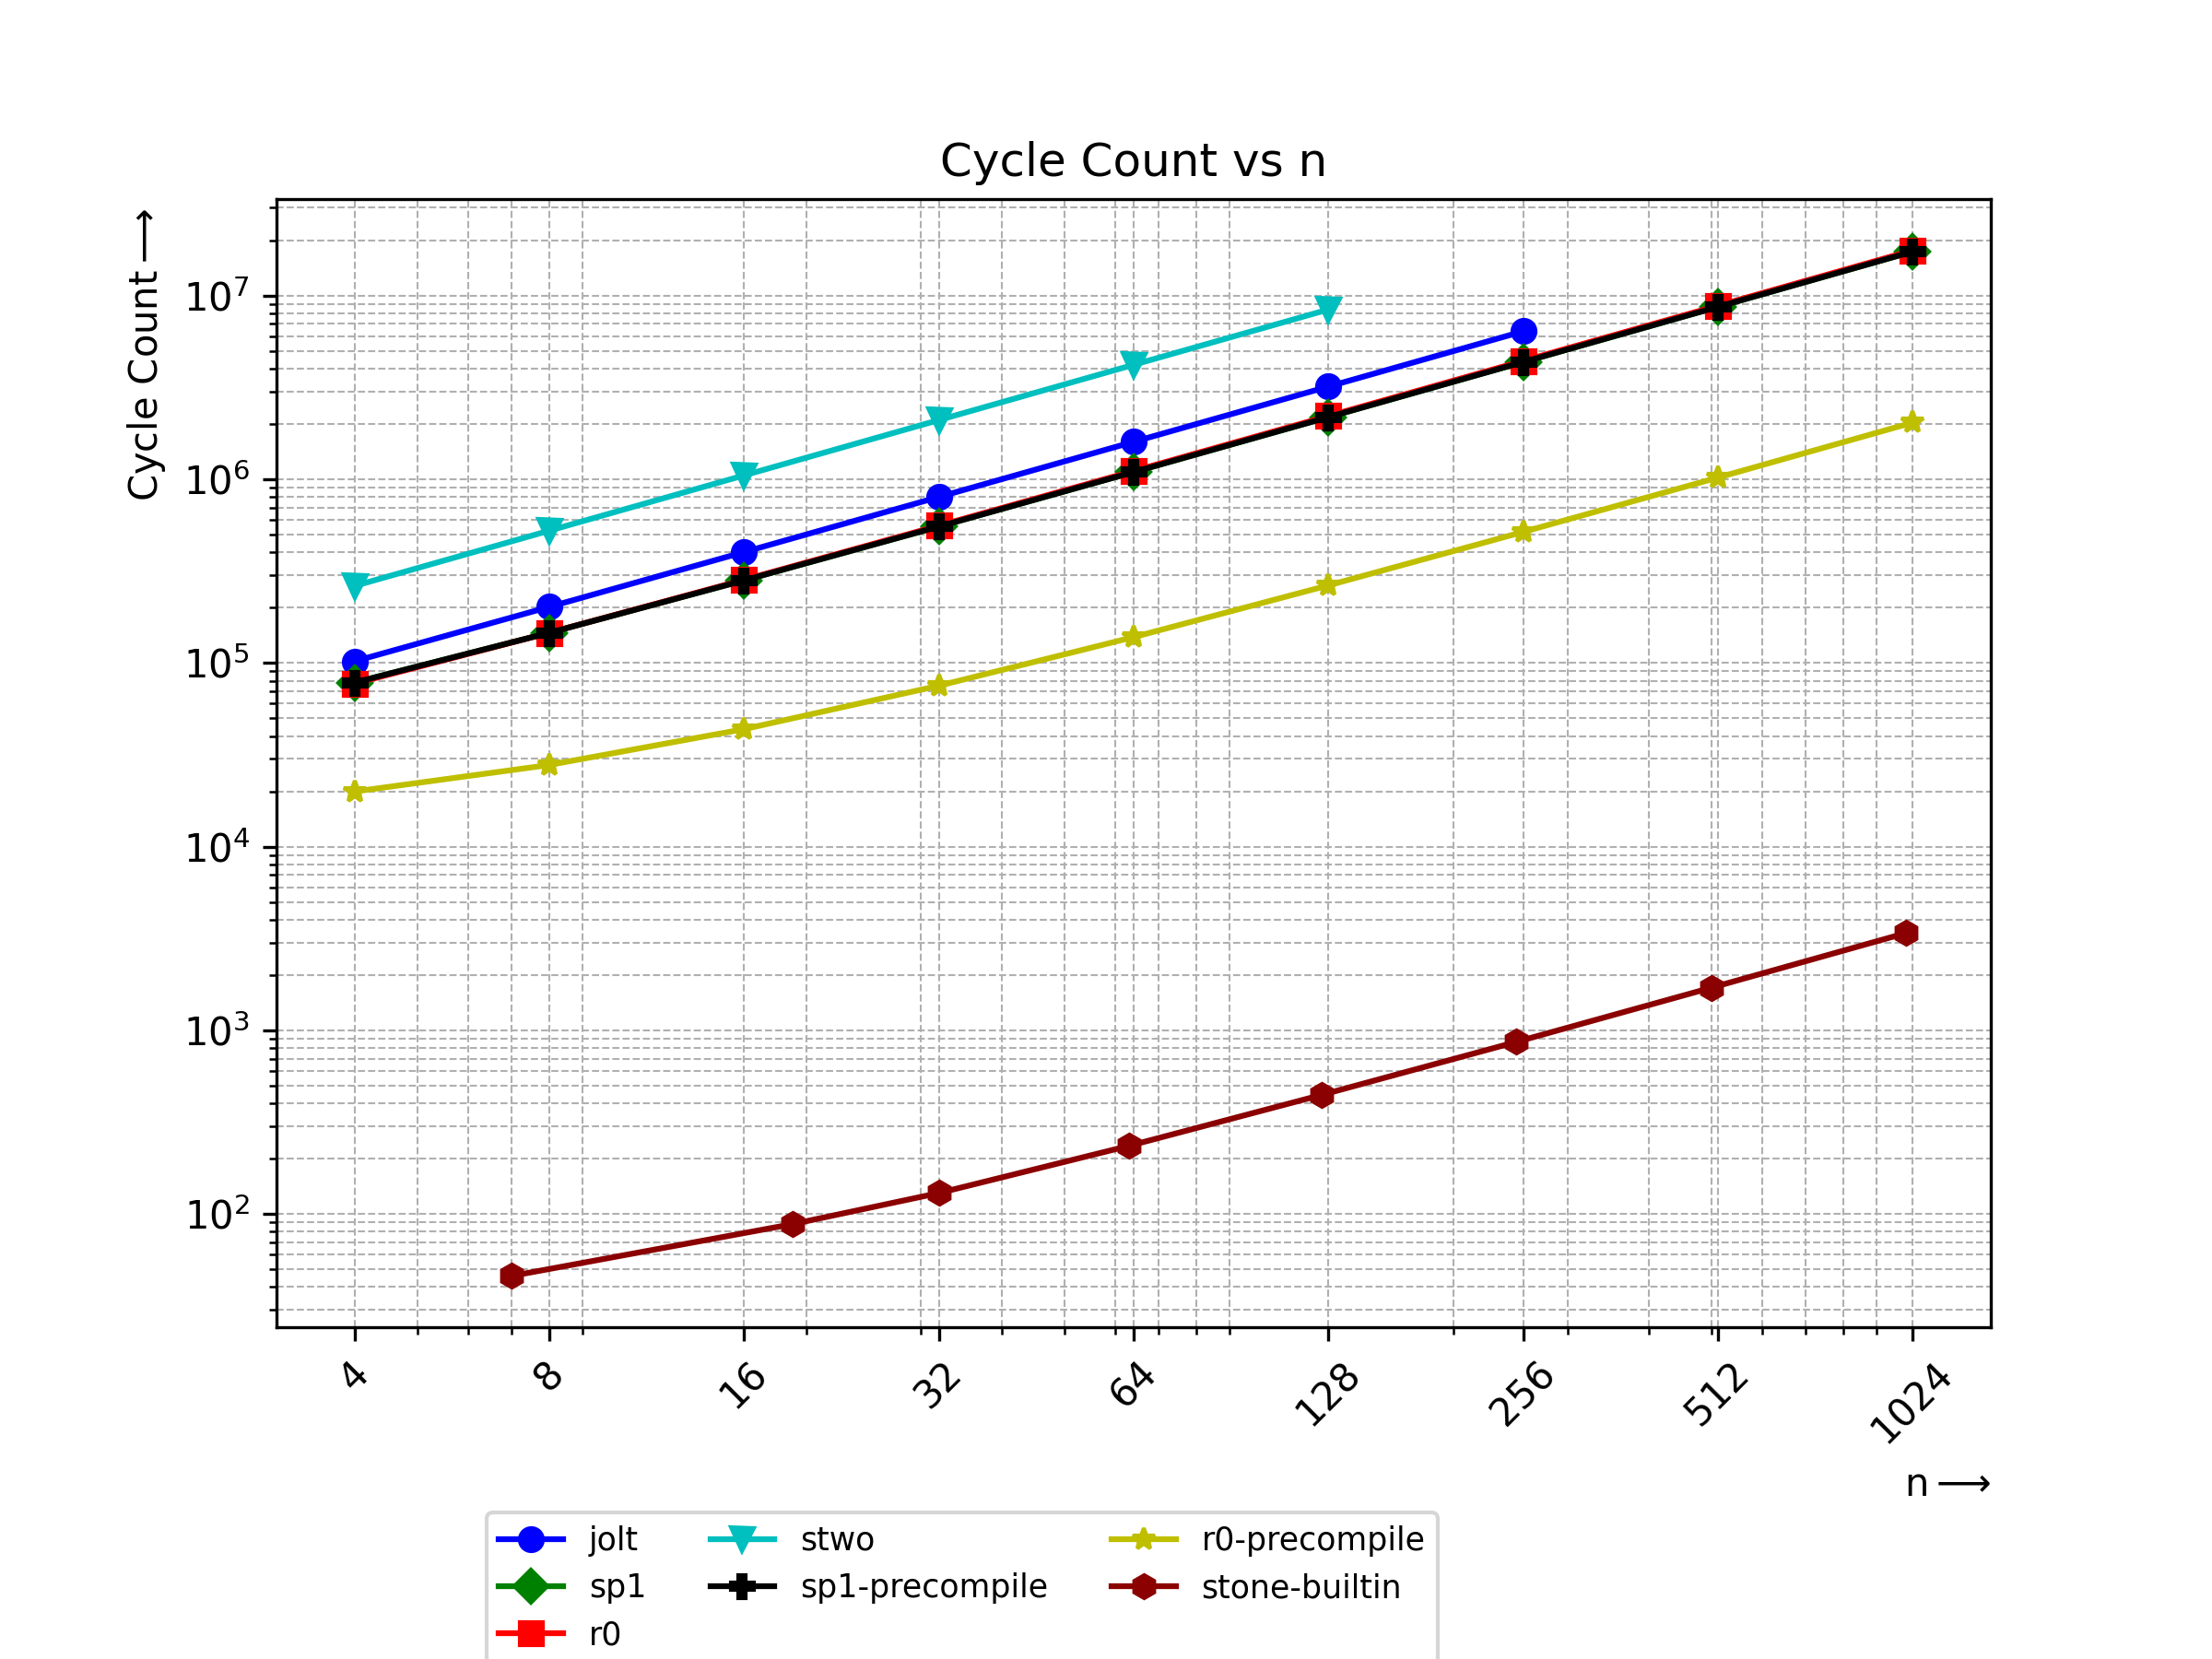 Cycle Count vs n
Cycle Count ⟶
10^7
10^6
10^5
10^4
10^3
10^2
4 8 16 32 64 128 256 512 1024
n ⟶
jolt stwo r0-precompile
sp1 sp1-precompile stone-builtin
r0